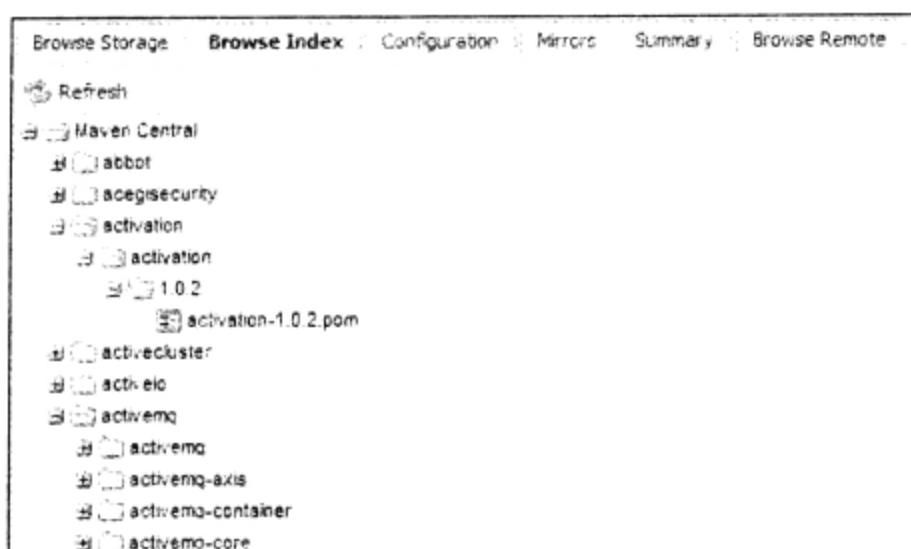 Browse Storage Browse Index Configuration Mirrors Summary Browse Remote
Refresh
Maven Central
abbot
acegisecurity
activation
activation
1.0.2
activation-1.0.2.pom
activecluster
activeio
activemq
activemq
activemq-axis
activemq-container
activemq-core